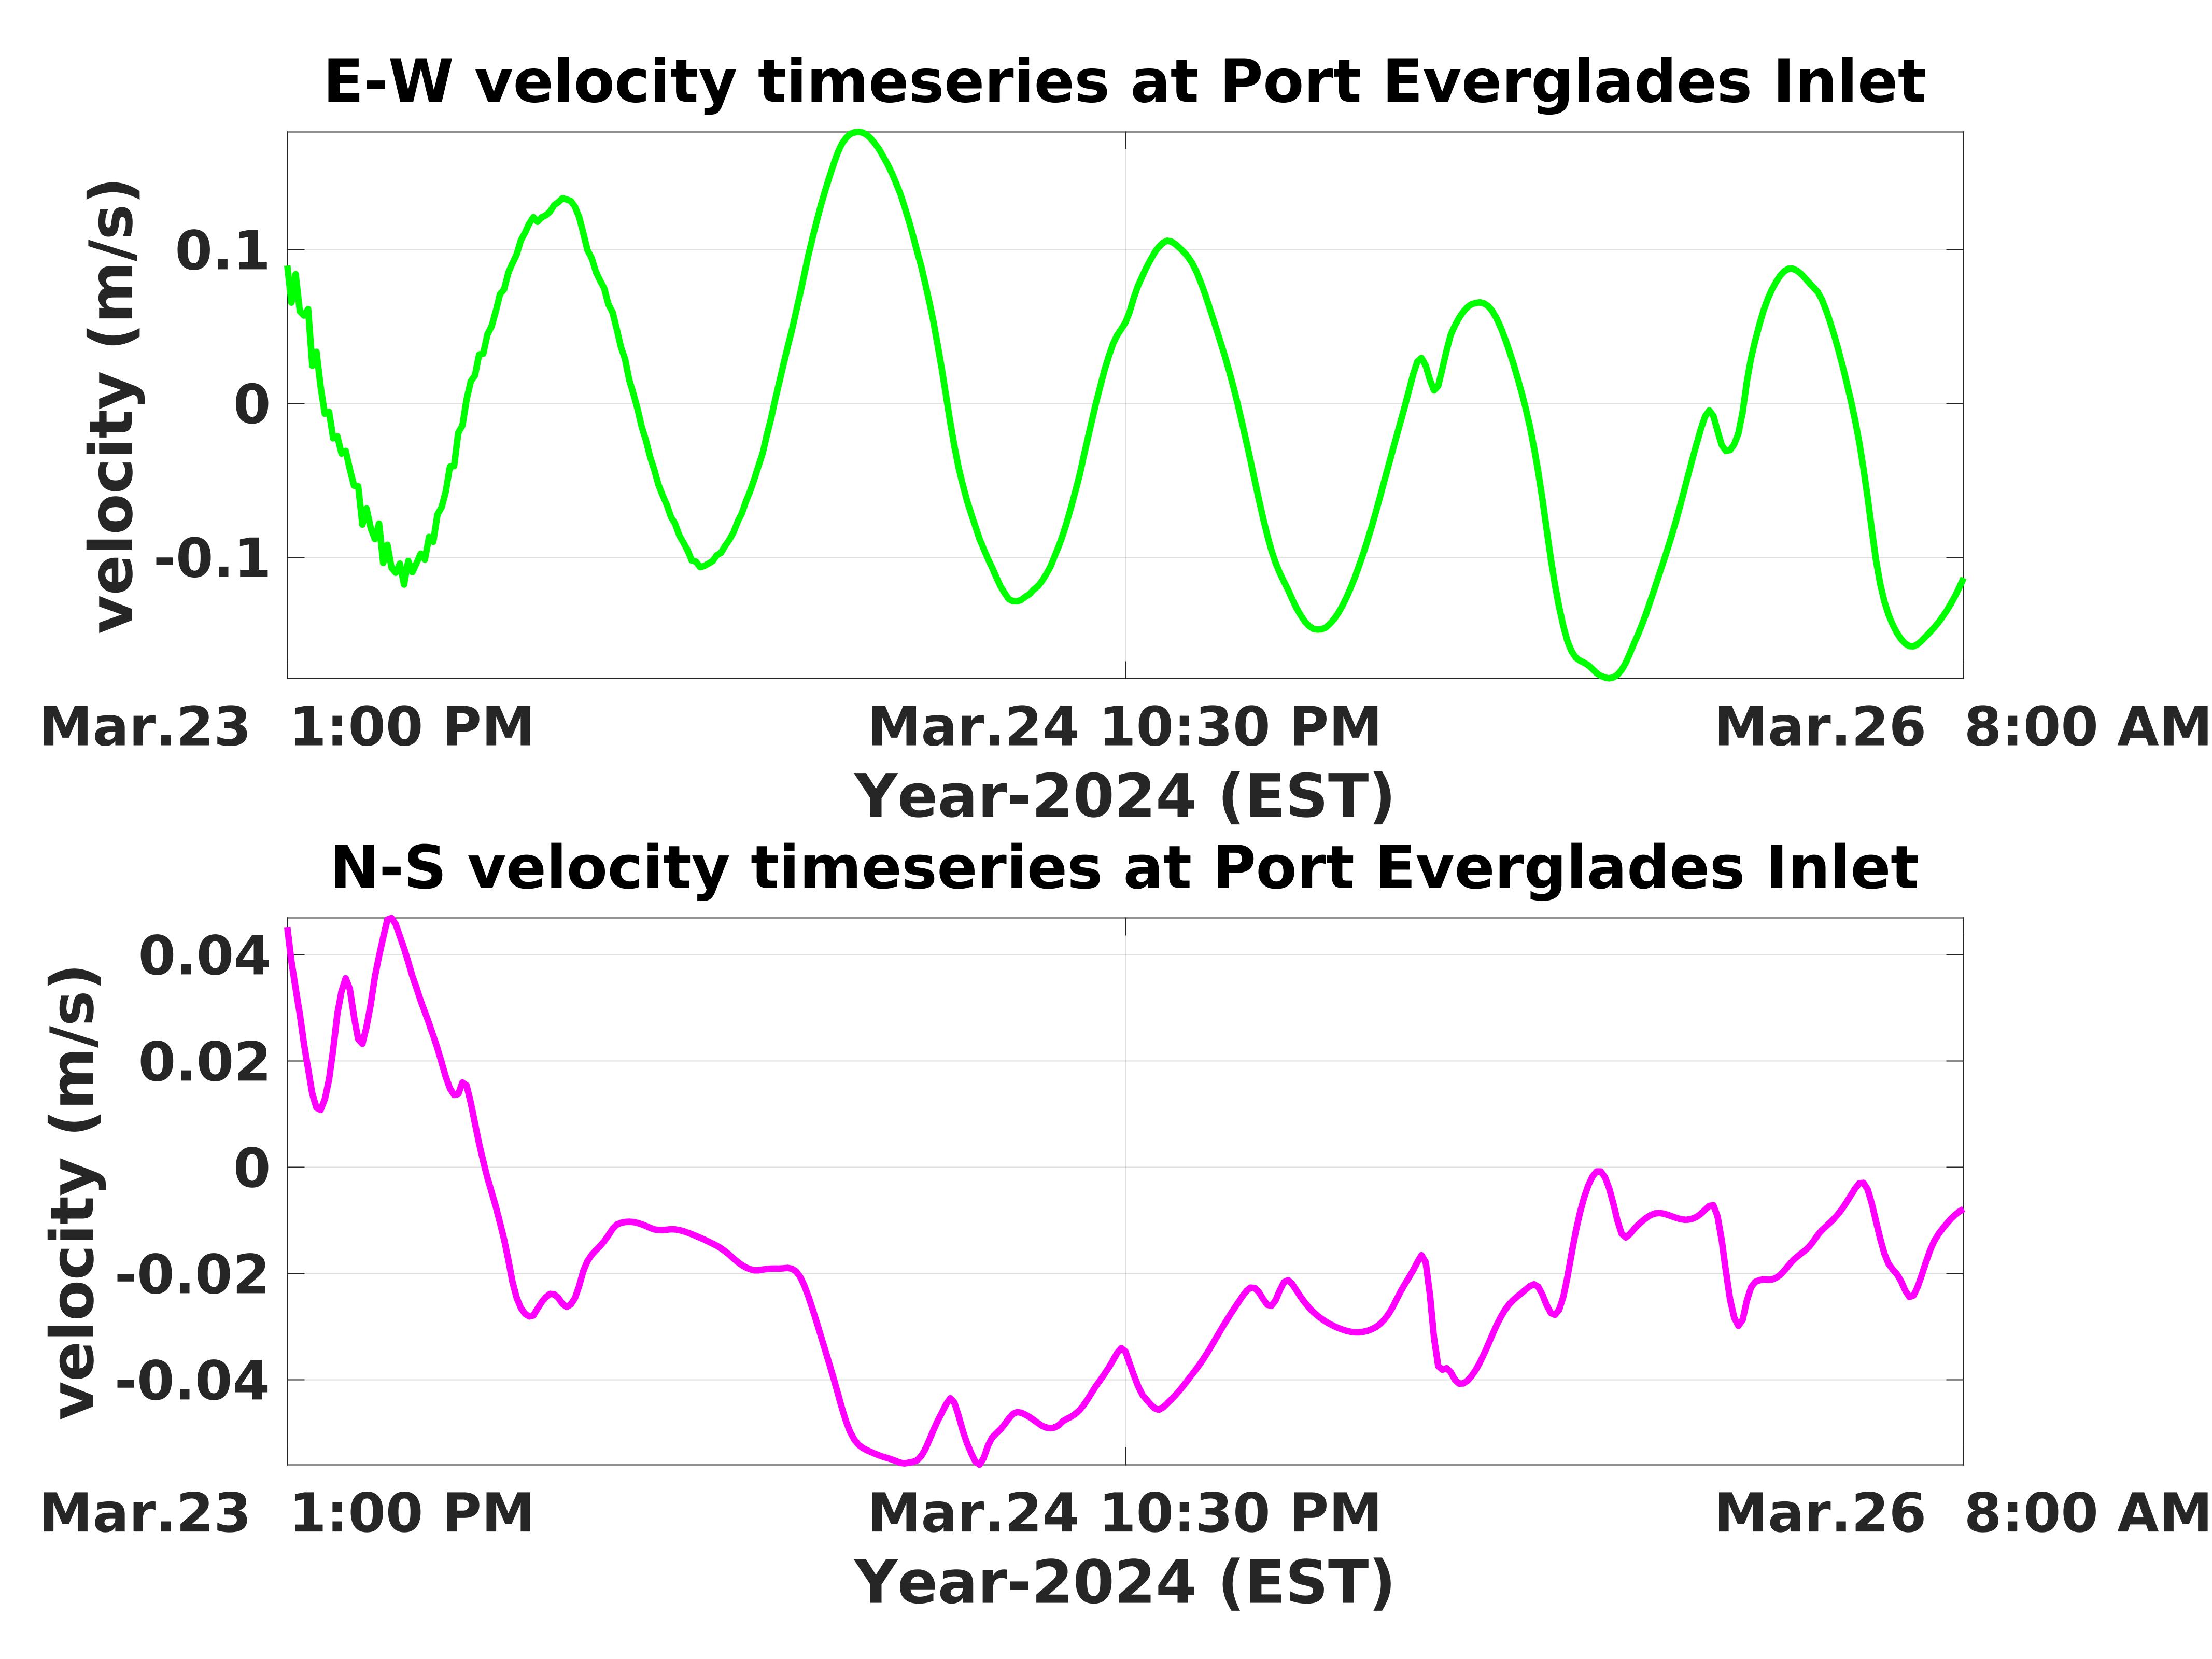 E-W velocity timeseries at Port Everglades Inlet
velocity (m/s)
0.1
0
-0.1
Mar.23 1:00 PM Mar.24 10:30 PM Mar.26 8:00 AM
Year-2024 (EST)
N-S velocity timeseries at Port Everglades Inlet
velocity (m/s)
0.04
0.02
0
-0.02
-0.04
Mar.23 1:00 PM Mar.24 10:30 PM Mar.26 8:00 AM
Year-2024 (EST)